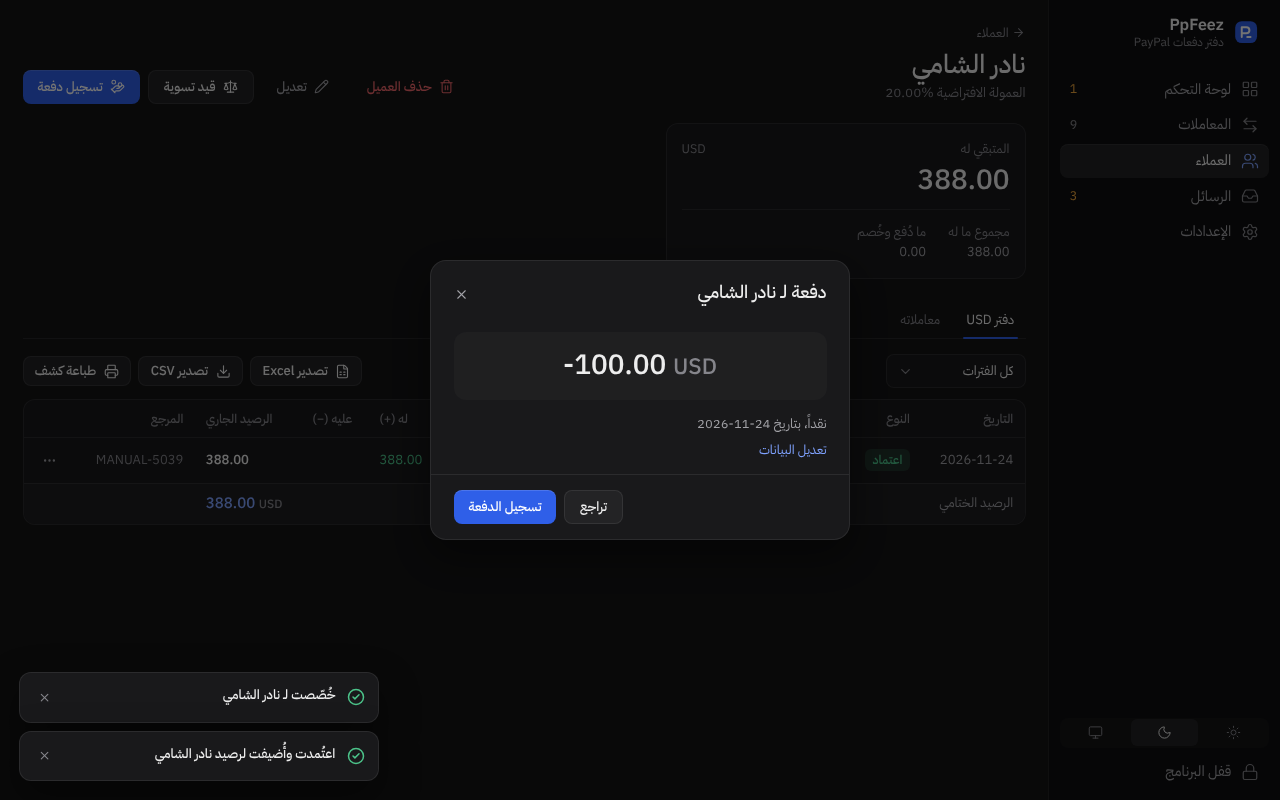 PpFeez
دفتر دفعات PayPal
لوحة التحكم
1
المعاملات
9
العملاء
الرسائل
3
الإعدادات
قفل البرنامج
العملاء
نادر الشامي
العمولة الافتراضية 20.00%
حذف العميل
تعديل
قيد تسوية
تسجيل دفعة
المتبقي له
USD
388.00
مجموع ما له
ما دُفع وخُصم
388.00
0.00
دفتر USD
معاملاته
كل الفترات
تصدير Excel
تصدير CSV
طباعة كشف
التاريخ
النوع
له (+)
عليه (−)
الرصيد الجاري
المرجع
2026-11-24
اعتماد
388.00
388.00
MANUAL-5039
الرصيد الختامي
388.00 USD
دفعة لـ نادر الشامي
-100.00 USD
نقداً، بتاريخ 24-11-2026
تعديل البيانات
تراجع
تسجيل الدفعة
خُصّصت لـ نادر الشامي
اعتُمدت وأُضيفت لرصيد نادر الشامي